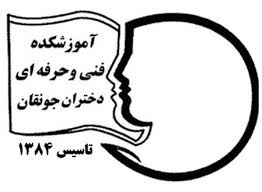 آموزشکده
فنی وحرفه ای
دختران جونقان
تاسیس ۱۳۸۴